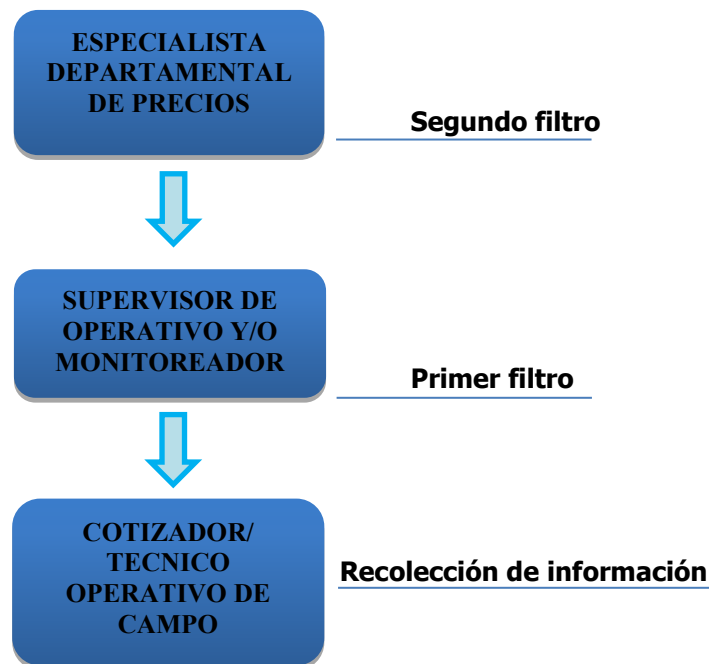 ESPECIALISTA
DEPARTAMENTAL
DE PRECIOS
Segundo filtro
SUPERVISOR DE
OPERATIVO Y/O
MONITOREADOR
Primer filtro
COTIZADOR/
TECNICO
OPERATIVO DE
CAMPO
Recolección de información